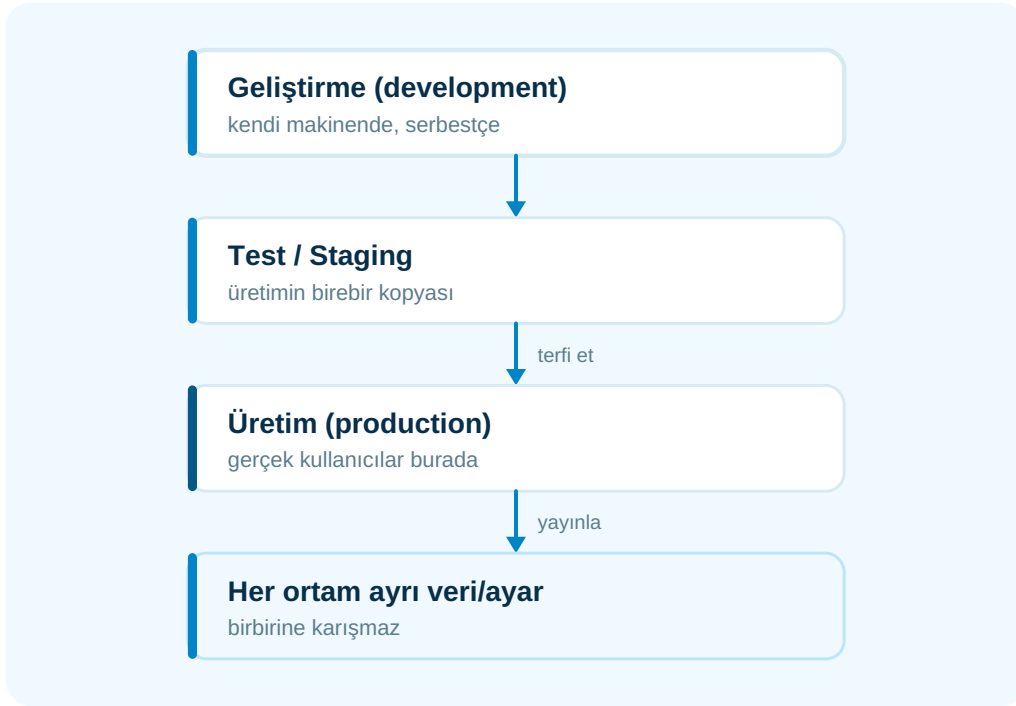 Geliştirme (development)
kendi makinende, serbestçe
Test / Staging
üretimin birebir kopyası
terfi et
Üretim (production)
gerçek kullanıcılar burada
yayınla
Her ortam ayrı veri/ayar
birbirine karışmaz